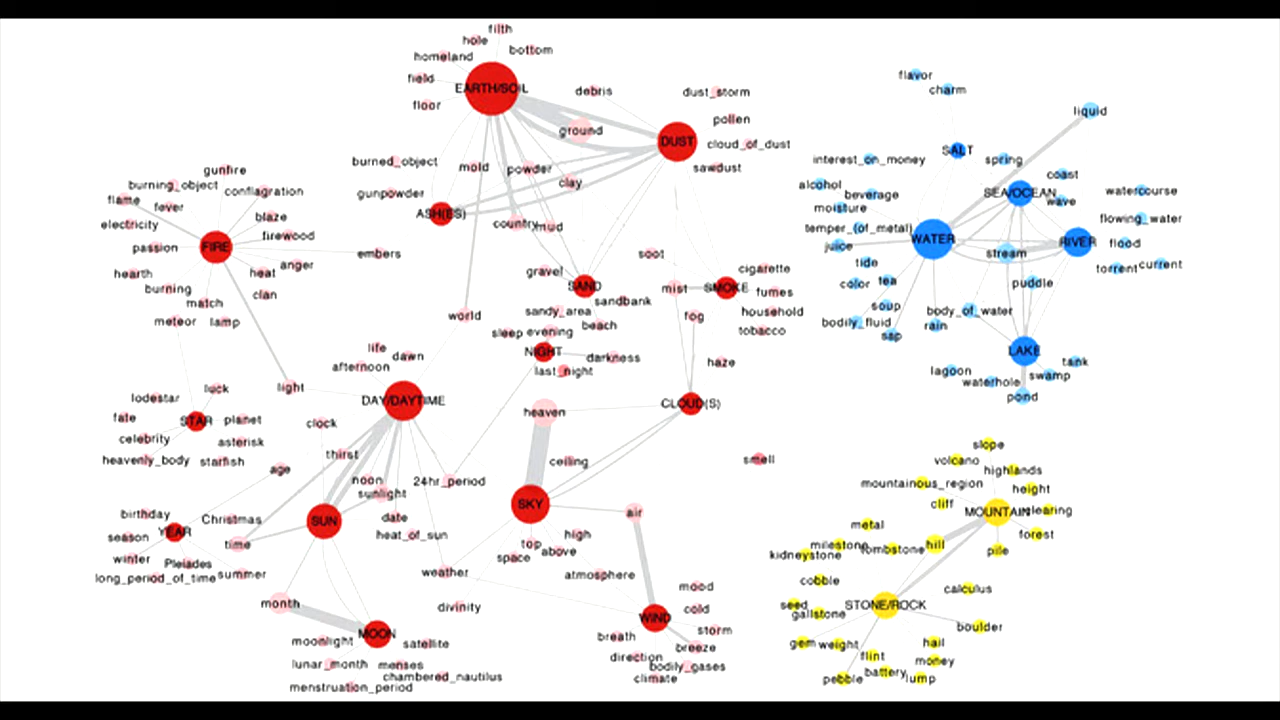 filth
hole
bottom
homeland
field
EARTH/SOIL
floor
debris
dust_storm
ground
pollen
DUST
cloud_of_dust
burned_object
mold
powder
sawdust
clay
gunpowder
ASH(ES)
country
mud
gunfire
burning_object
conflagration
flame
fever
blaze
electricity
firewood
passion
FIRE
embers
hearth
heat
anger
burning
clan
match
meteor
lamp
soot
gravel
SAND
mist
SMOKE
cigarette
fumes
sandbank
household
sandy_area
fog
tobacco
beach
world
sleep
evening
NIGHT
darkness
last_night
haze
life
dawn
afternoon
light
DAY/DAYTIME
CLOUD(S)
heaven
luck
lodestar
fate
STAR
planet
celebrity
asterisk
heavenly_body
starfish
clock
thirst
age
noon
sunlight
24hr_period
ceiling
smell
birthday
Christmas
SUN
date
SKY
air
season
YEAR
time
heat_of_sun
top
high
above
space
winter
Pleiades
long_period_of_time
summer
weather
atmosphere
month
divinity
mood
cold
WIND
storm
MOON
moonlight
satellite
breath
breeze
lunar_month
menses
direction
bodily_gases
chambered_nautilus
climate
menstruation_period
flavor
charm
liquid
SALT
interest_on_money
spring
coast
alcohol
beverage
SEA/OCEAN
wave
watercourse
moisture
flowing_water
temper_(of_metal)
WATER
RIVER
flood
juice
stream
tide
torrent
current
color
tea
puddle
soup
body_of_water
bodily_fluid
rain
sap
LAKE
tank
lagoon
swamp
waterhole
pond
slope
volcano
highlands
mountainous_region
height
cliff
MOUNTAIN
clearing
metal
forest
milestone
tombstone
hill
pile
kidneystone
cobble
calculus
seed
STONE/ROCK
gallstone
boulder
gem
weight
hail
flint
money
pebble
battery
lump